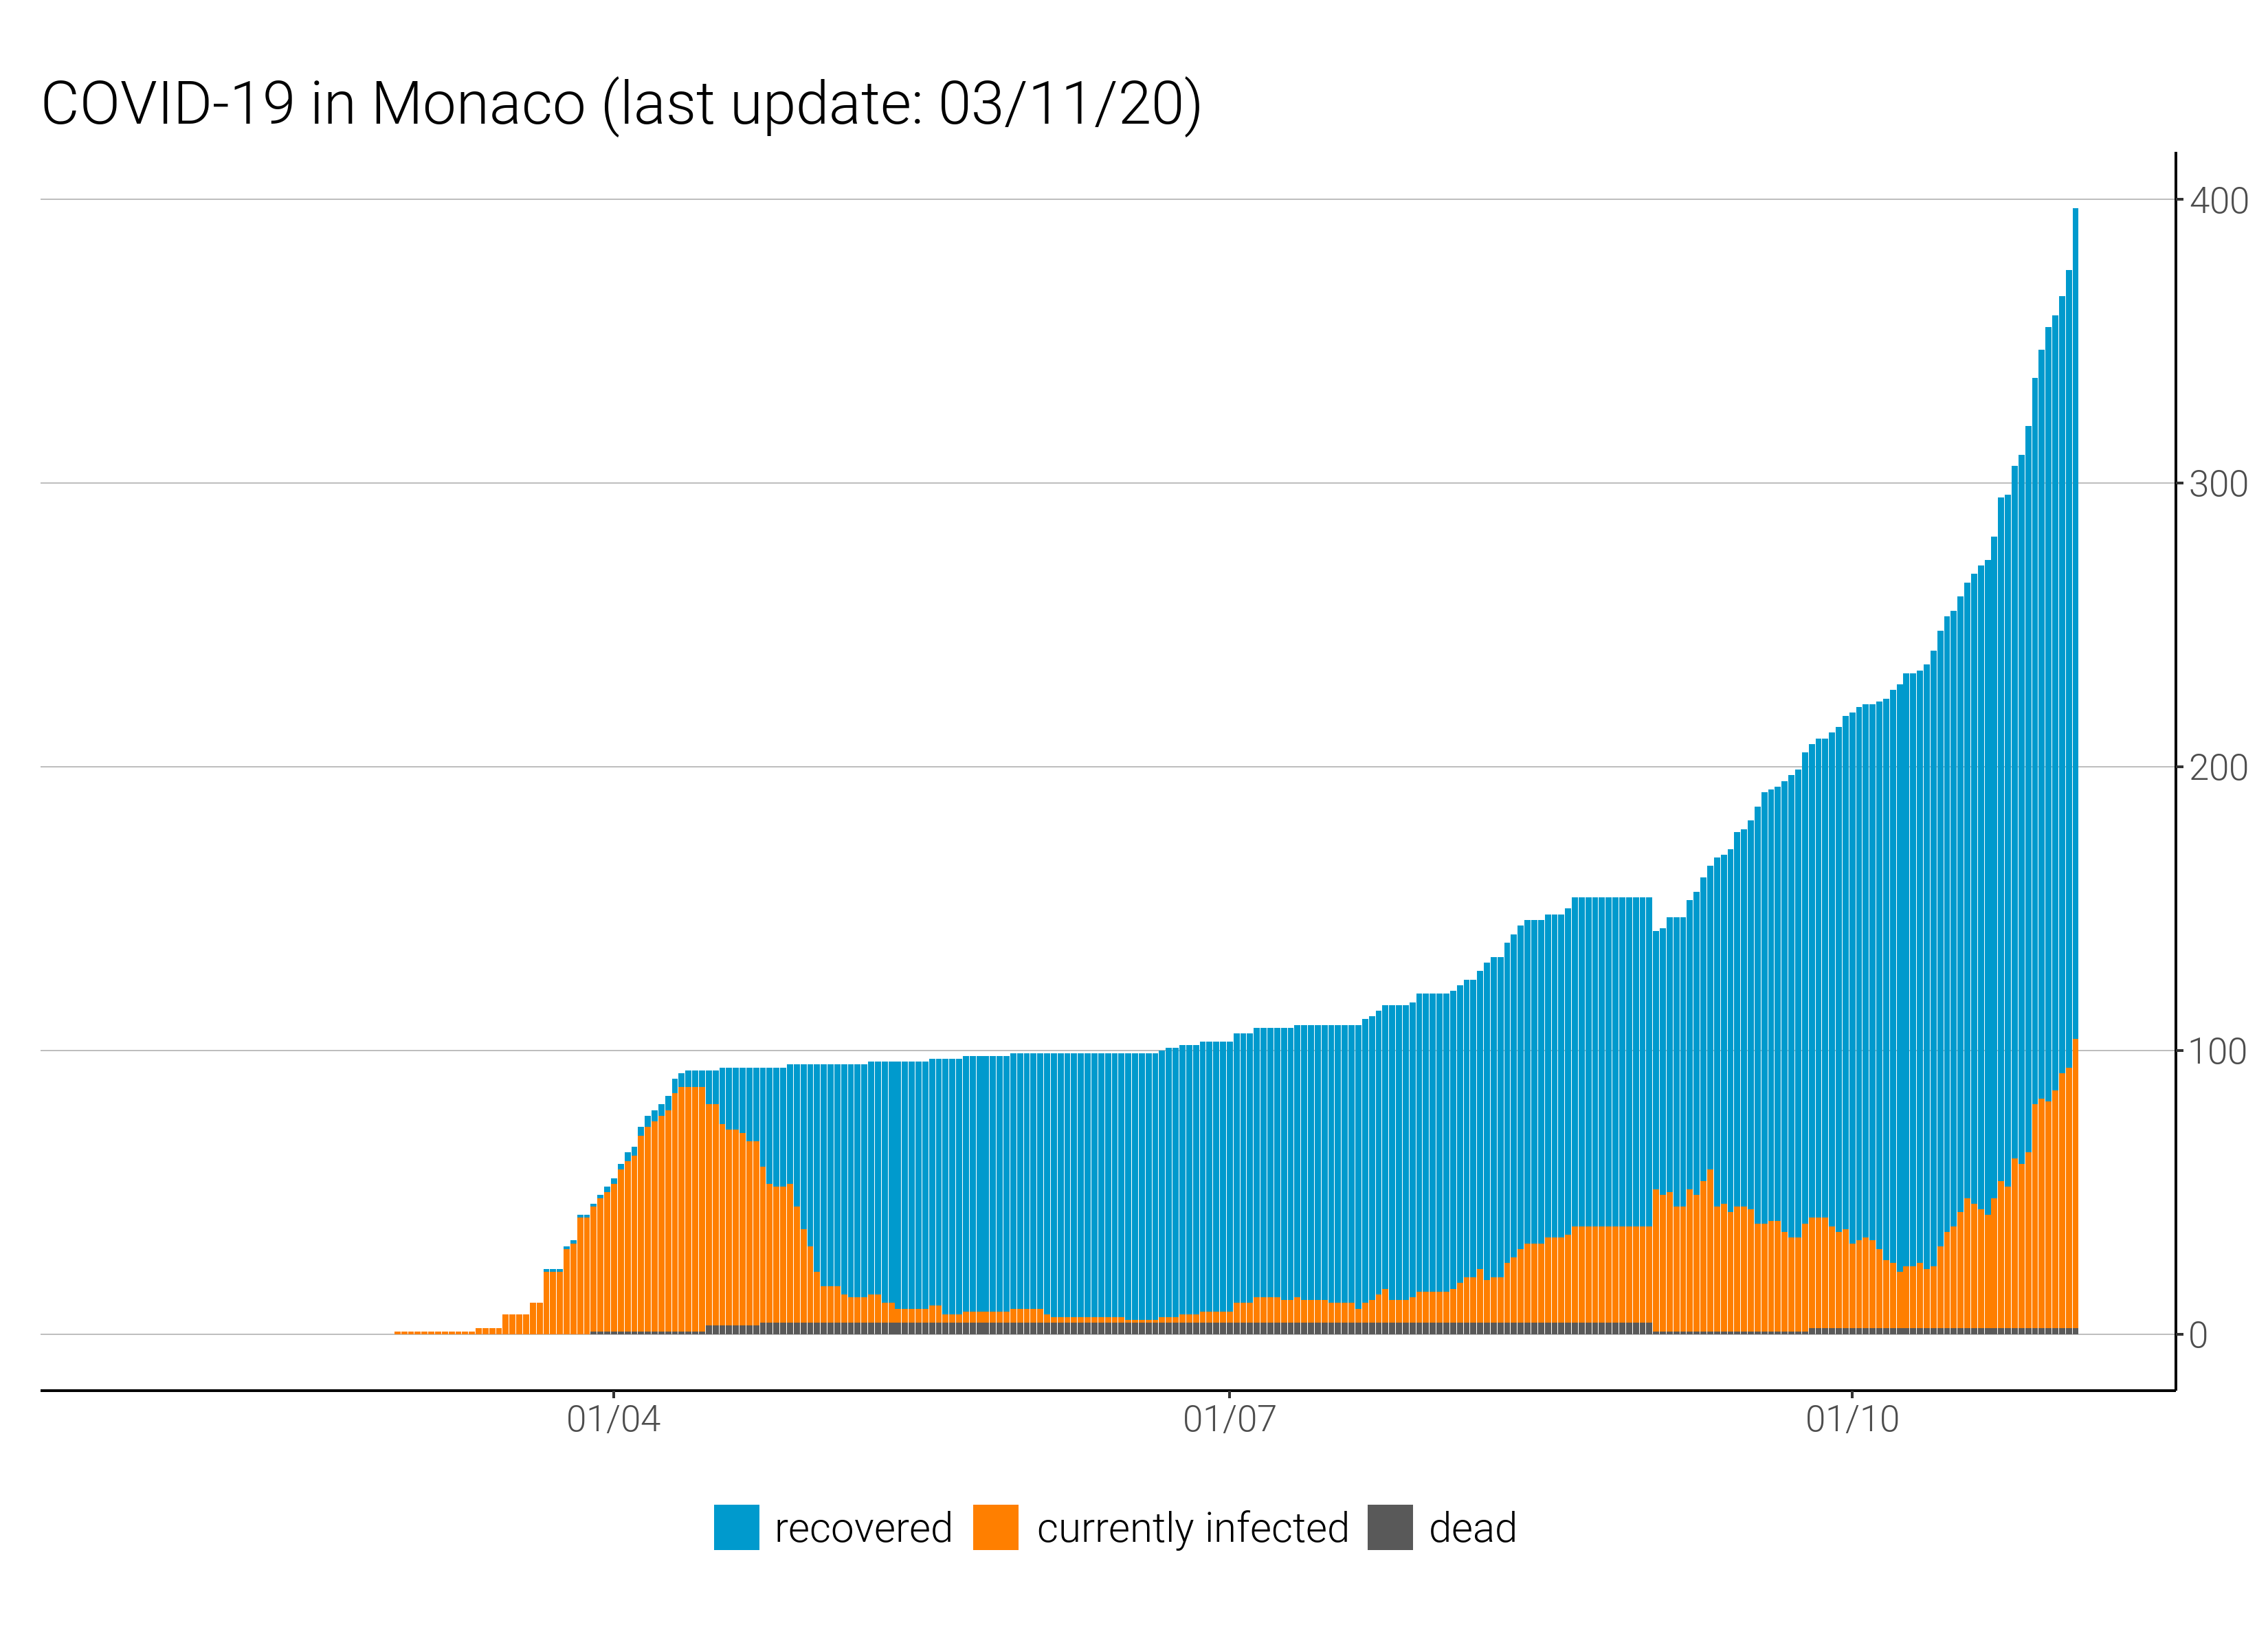 COVID-19 in Monaco (last update: 03/11/20)
400
300
200
100
0
01/04 01/07 01/10
recovered currently infected dead